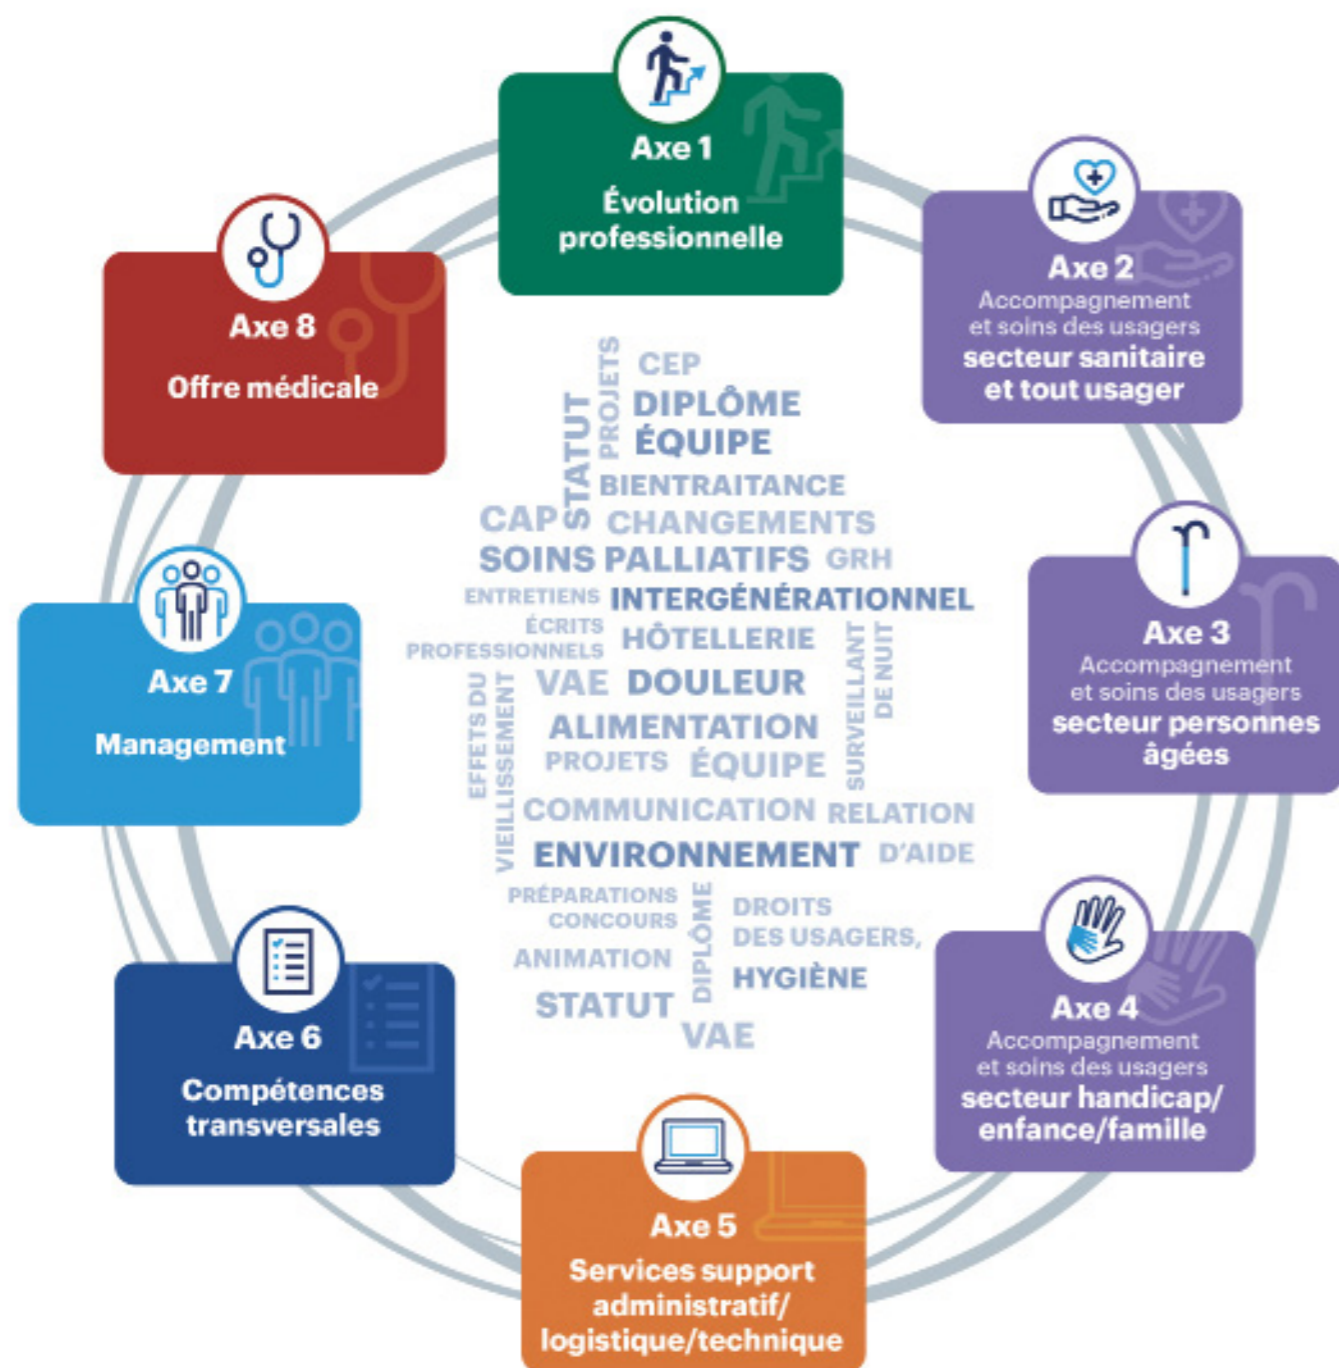 Axe 1
Évolution
professionnelle
Axe 2
Accompagnement
et soins des usagers
secteur sanitaire
et tout usager
Axe 3
Accompagnement
et soins des usagers
secteur personnes
âgées
Axe 4
Accompagnement
et soins des usagers
secteur handicap/
enfance/famille
Axe 5
Services support
administratif/
logistique/technique
Axe 6
Compétences
transversales
Axe 7
Management
Axe 8
Offre médicale
STATUT
PROJETS
CEP
DIPLÔME
ÉQUIPE
BIENTRAITANCE
CAP
CHANGEMENTS
SOINS PALLIATIFS
GRH
ENTRETIENS
INTERGÉNÉRATIONNEL
ÉCRITS
PROFESSIONNELS
HÔTELLERIE
SURVEILLANT
DE NUIT
EFFETS DU
VIEILLISSEMENT
VAE
DOULEUR
ALIMENTATION
PROJETS
ÉQUIPE
COMMUNICATION
RELATION
D'AIDE
ENVIRONNEMENT
PRÉPARATIONS
CONCOURS
DIPLÔME
DROITS
DES USAGERS,
ANIMATION
HYGIÈNE
STATUT
VAE